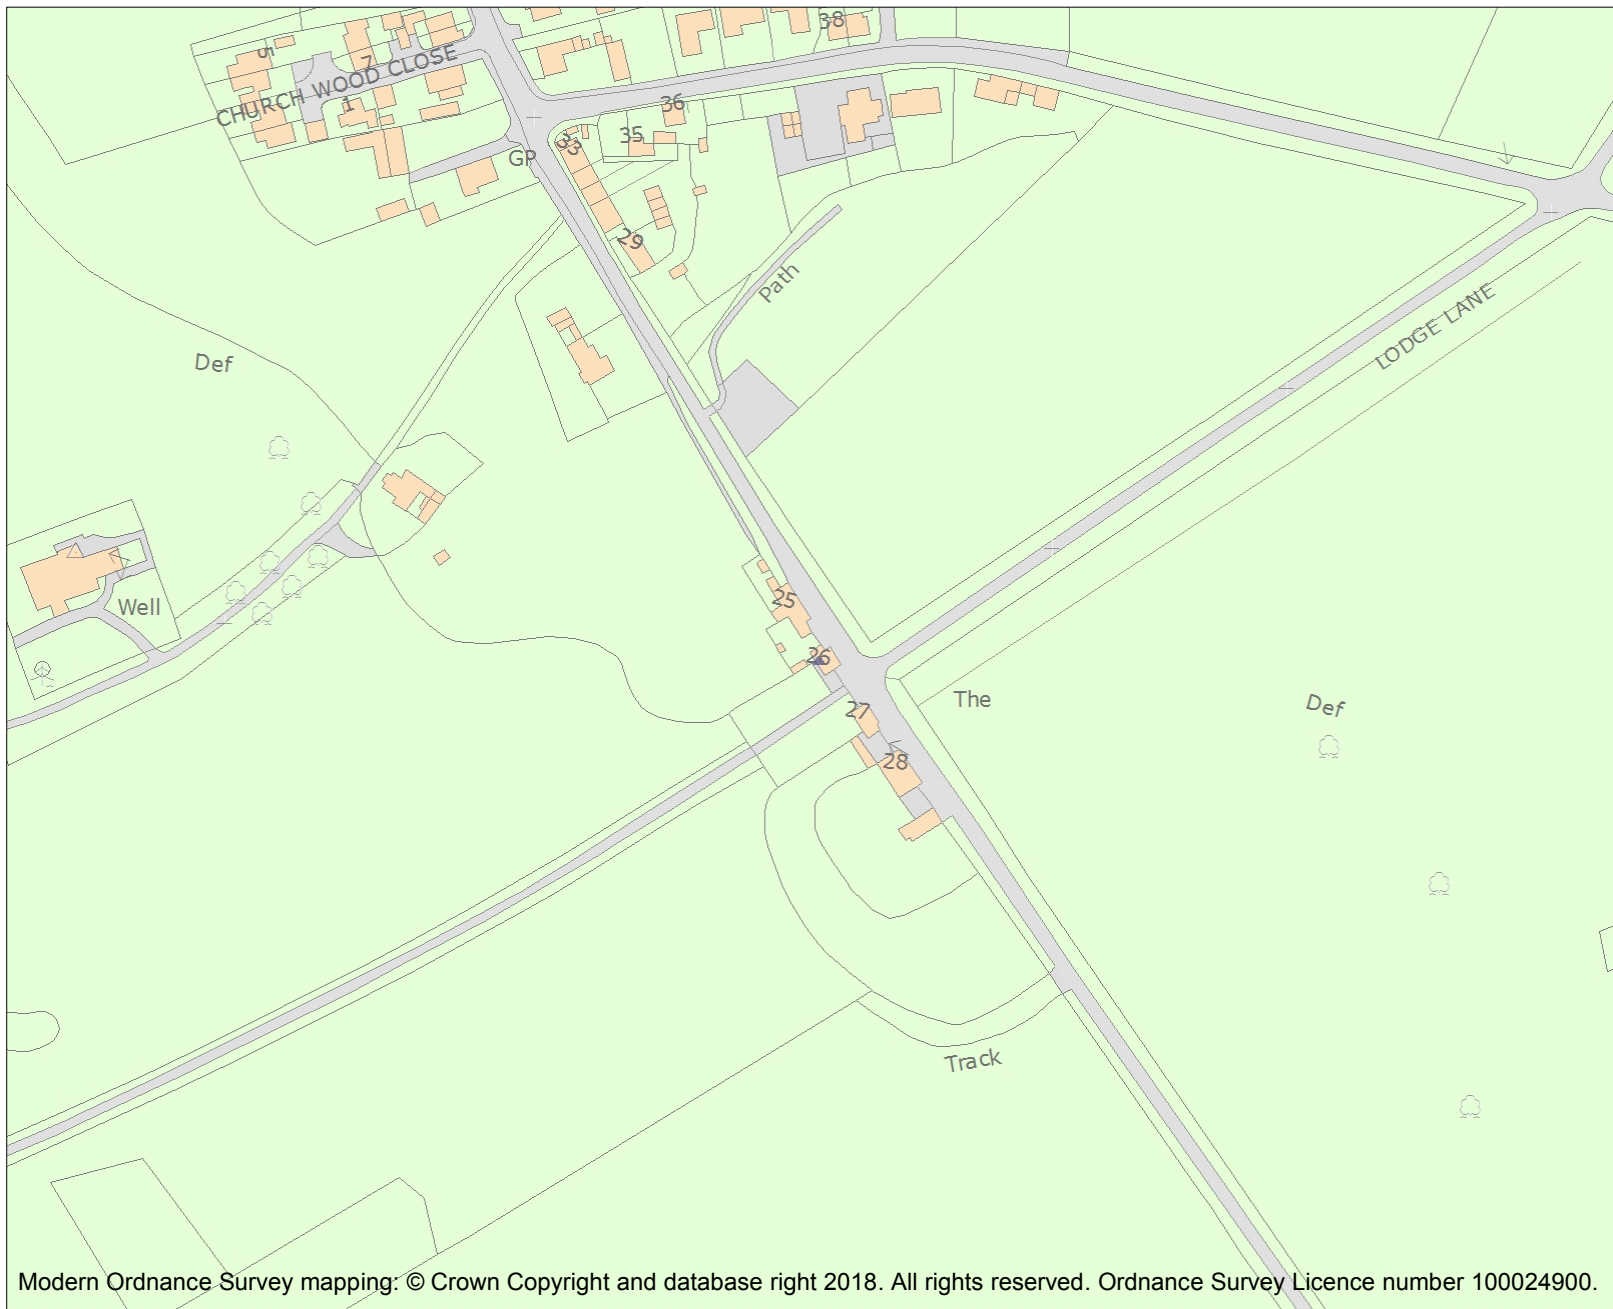 38
5
7
CHURCH WOOD CLOSE
1
36
35
33
GP
29
Path
LODGE LANE
Def
25
Well
26
The
27
Def
28
Track
Modern Ordnance Survey mapping: © Crown Copyright and database right 2018. All rights reserved. Ordnance Survey Licence number 100024900.